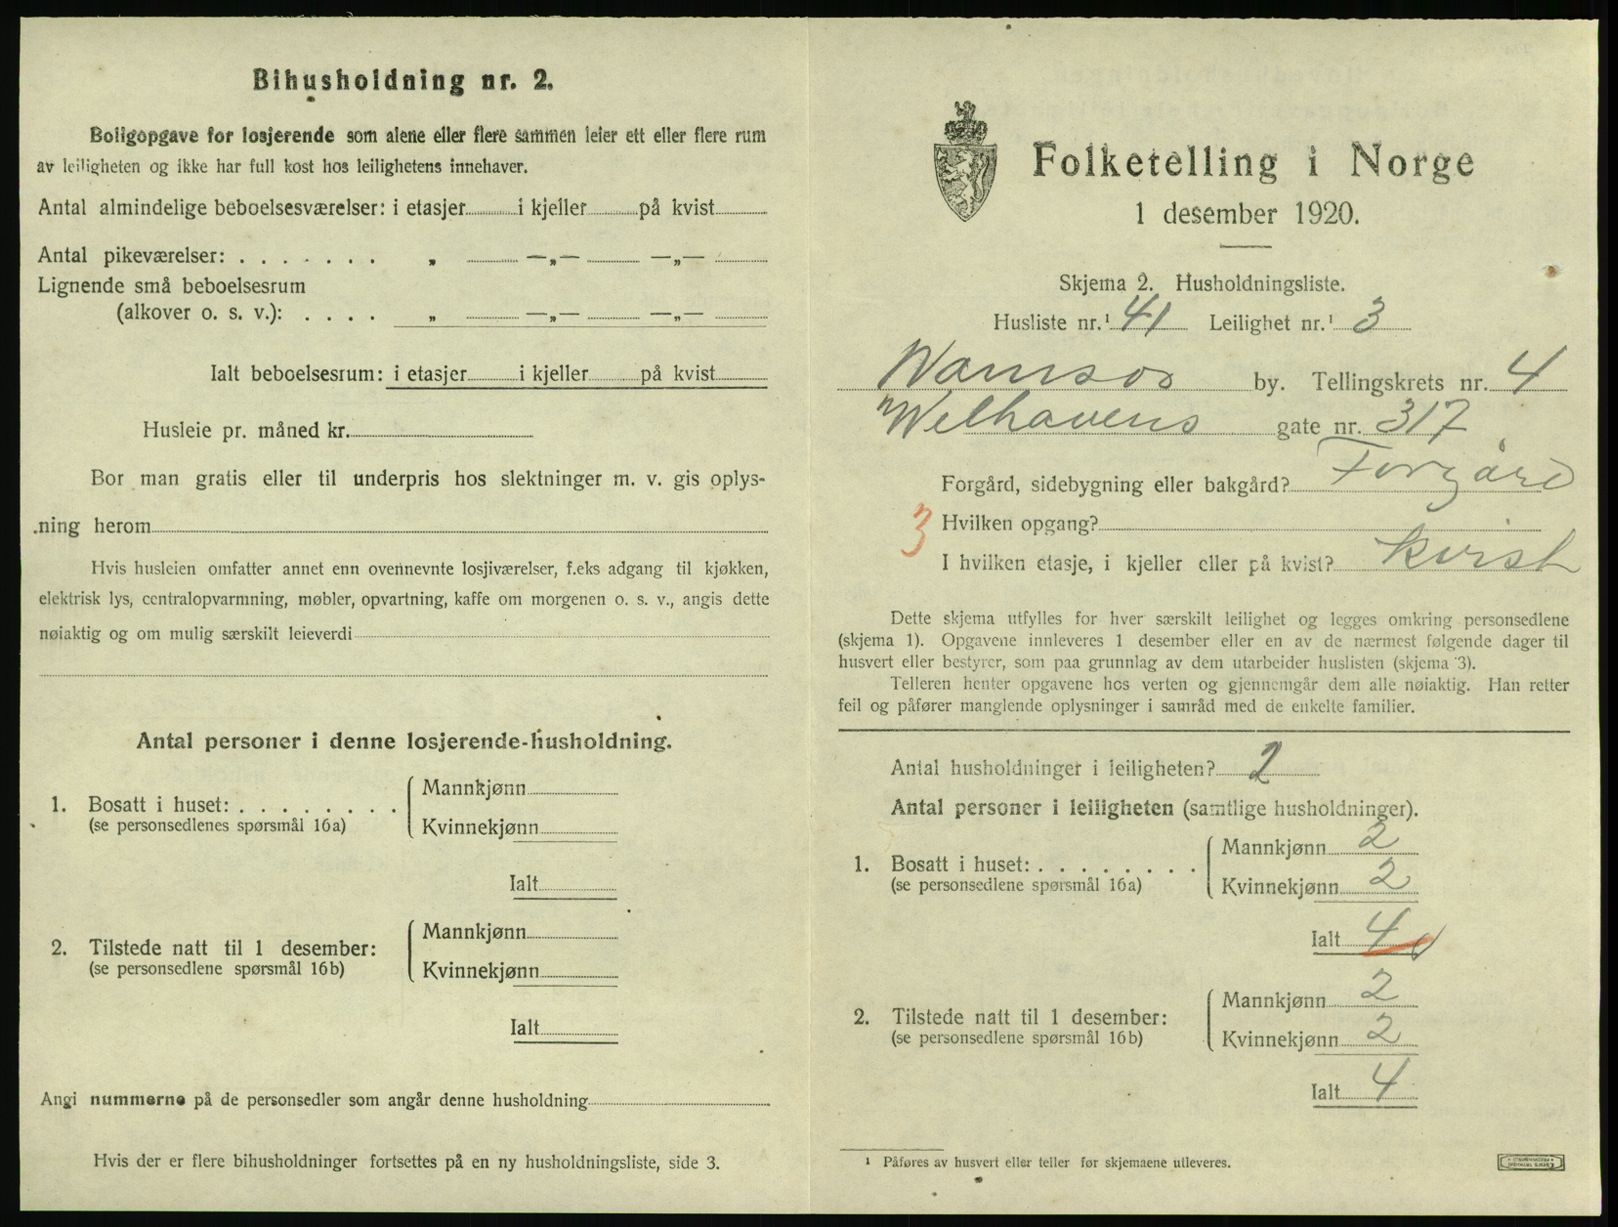 Bihusholdning nr. 2.
Boligopgave for losjerende som alene eller flere sammen leier ett eller flere rum
av leiligheten og ikke har full kost hos leilighetens innehaver.
Antal almindelige beboelsesværelser: i etasjer i kjeller på kvist
Antal pikeværelser: . . . . . . . „ —„— —„—
Lignende små beboelsesrum
(alkover o. s. v.): . . . . „ —„— —„—
Ialt beboelsesrum: i etasjer i kjeller på kvist
Husleie pr. måned kr.
Bor man gratis eller til underpris hos slektninger m. v. gis oplys-
ning herom
Hvis husleien omfatter annet enn ovennevnte losjiværelser, f.eks adgang til kjøkken,
elektrisk lys, centralopvarmning, møbler, opvartning, kaffe om morgenen o. s. v., angis dette
nøiaktig og om mulig særskilt leieverdi
Antal personer i denne losjerende-husholdning.
1. Bosatt i huset: . . . . . . . .
(se personsedlenes spørsmål 16a)
Mannkjønn
Kvinnekjønn
Ialt
2. Tilstede natt til 1 desember:
(se personsedlene spørsmål 16b)
Mannkjønn
Kvinnekjønn
Ialt
Angi nummerne på de personsedler som angår denne husholdning
Hvis der er flere bihusholdninger fortsettes på en ny husholdningsliste, side 3.
Folketelling i Norge
1 desember 1920.
Skjema 2. Husholdningsliste.
Husliste nr.¹ 41 Leilighet nr.¹ 3
Namsos by. Tellingskrets nr. 4
Welhavens gate nr. 317
Forgård, sidebygning eller bakgård? Forgård
3 Hvilken opgang?
I hvilken etasje, i kjeller eller på kvist? kvist
Dette skjema utfylles for hver særskilt leilighet og legges omkring personsedlene
(skjema 1). Opgavene innleveres 1 desember eller en av de nærmest følgende dager til
husvert eller bestyrer, som paa grunnlag av dem utarbeider huslisten (skjema 3).
Telleren henter opgavene hos verten og gjennemgår dem alle nøiaktig. Han retter
feil og påfører manglende oplysninger i samråd med de enkelte familier.
Antal husholdninger i leiligheten? 2
Antal personer i leiligheten (samtlige husholdninger).
1. Bosatt i huset: . . . . . . . .
(se personsedlene spørsmål 16a)
Mannkjønn 2
Kvinnekjønn 2
Ialt 4
2. Tilstede natt til 1 desember:
(se personsedlene spørsmål 16b)
Mannkjønn 2
Kvinnekjønn 2
Ialt 4
¹ Påføres av husvert eller teller før skjemaene utleveres.